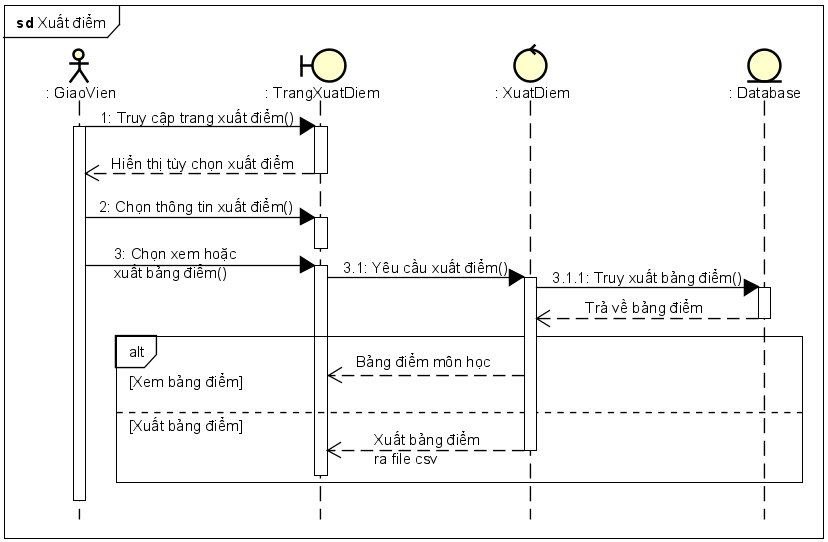 sd Xuất điểm
: GiaoVien
: TrangXuatDiem
: XuatDiem
: Database
1: Truy cập trang xuất điểm()
Hiển thị tùy chọn xuất điểm
2: Chọn thông tin xuất điểm()
3: Chọn xem hoặc
xuất bảng điểm()
3.1: Yêu cầu xuất điểm()
3.1.1: Truy xuất bảng điểm()
Trả về bảng điểm
alt
Bảng điểm môn học
[Xem bảng điểm]
[Xuất bảng điểm]
Xuất bảng điểm
ra file csv